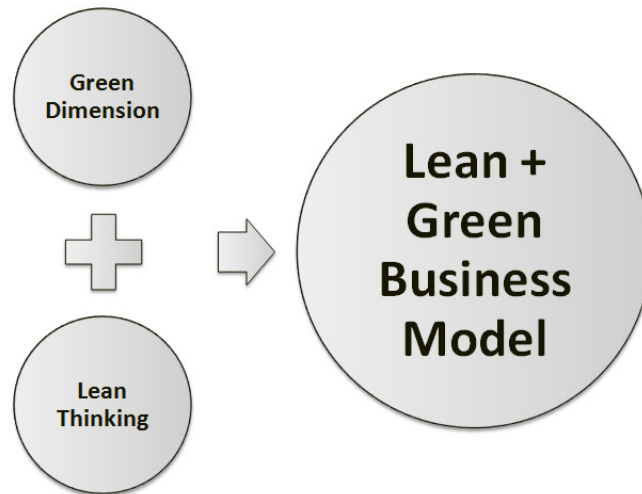 Green
Dimension
Lean
Thinking
Lean +
Green
Business
Model